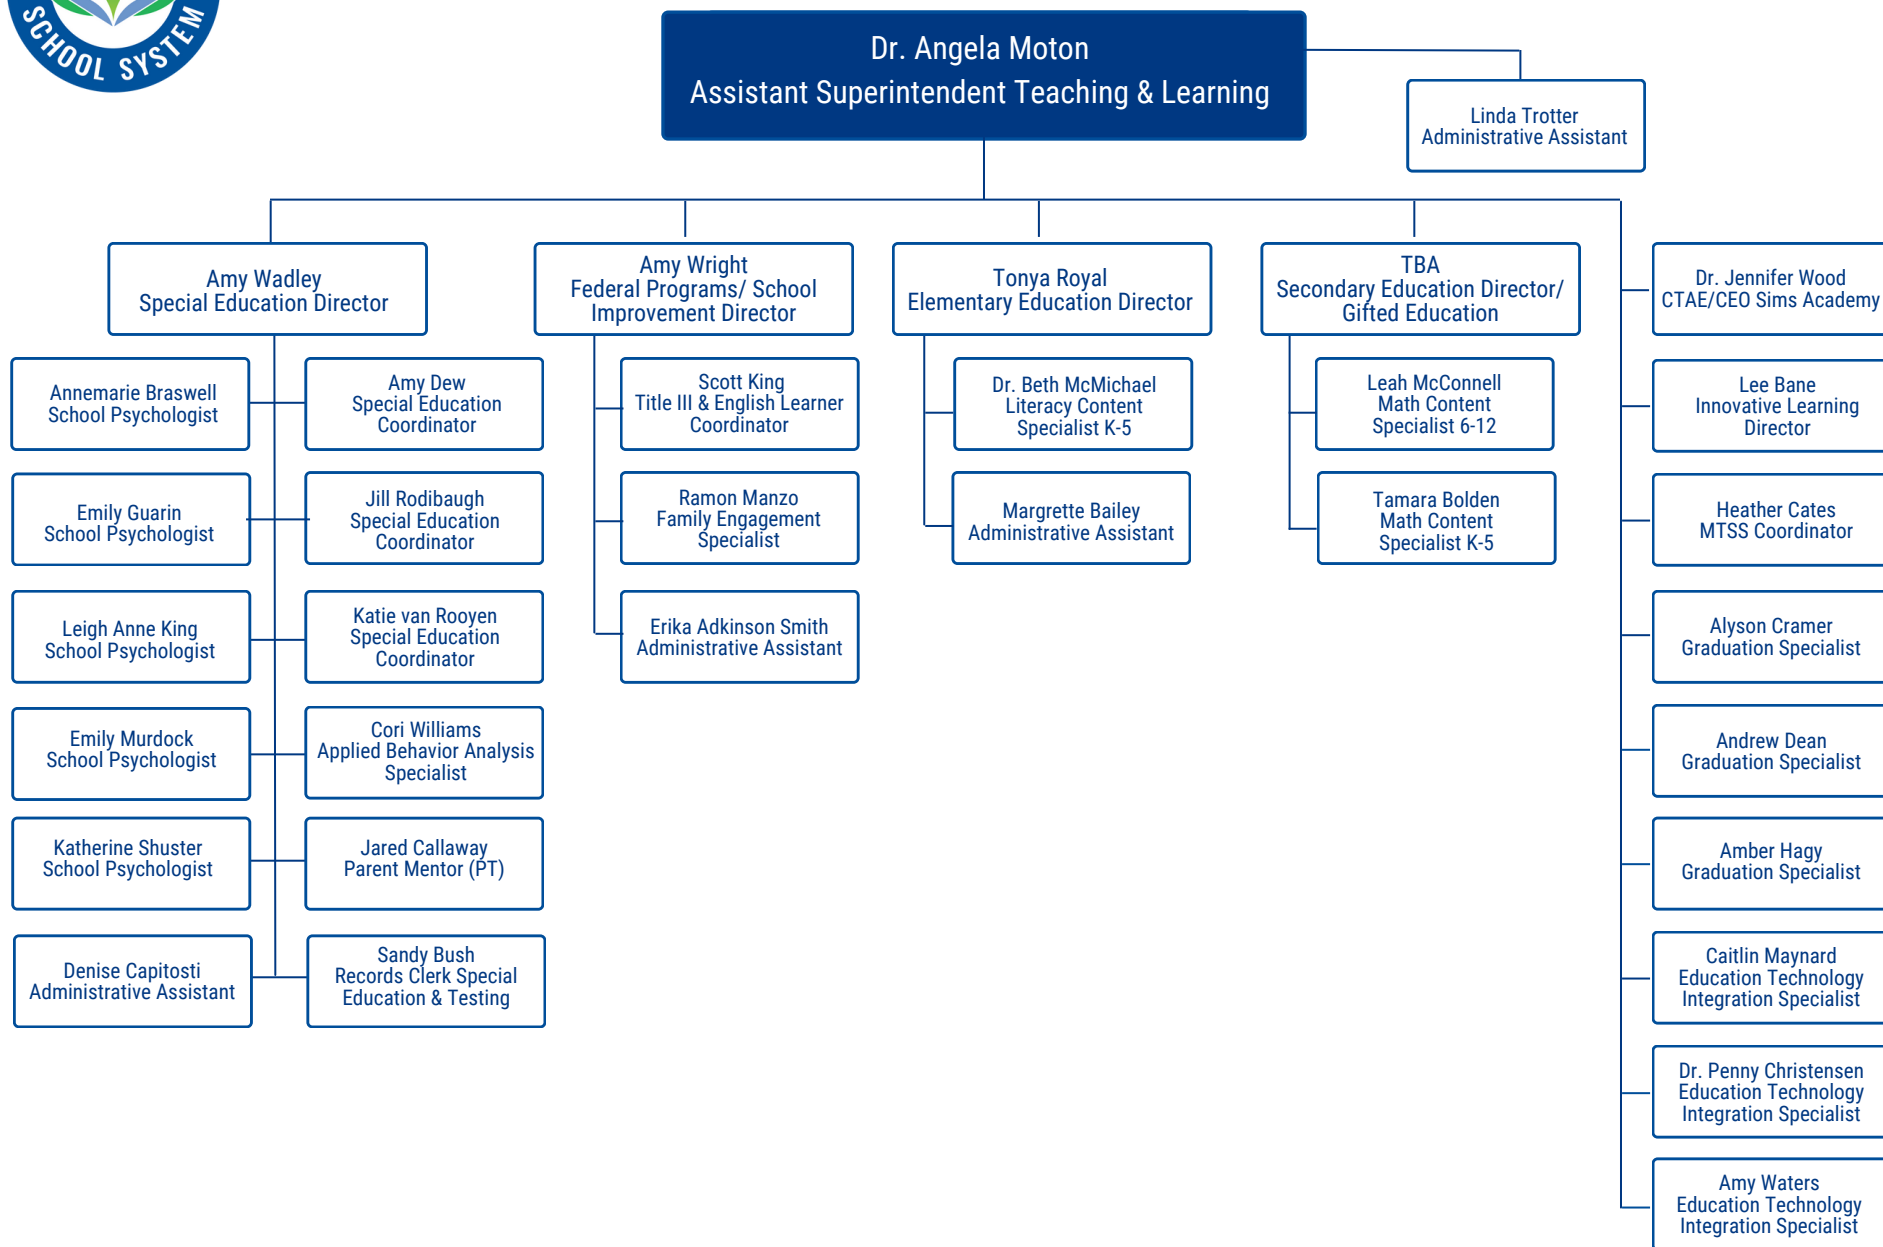 SCHOOL SYSTEM
Dr. Angela Moton
Assistant Superintendent Teaching & Learning
Linda Trotter
Administrative Assistant
Amy Wadley
Special Education Director
Amy Wright
Federal Programs/ School
Improvement Director
Tonya Royal
Elementary Education Director
TBA
Secondary Education Director/
Gifted Education
Annemarie Braswell
School Psychologist
Amy Dew
Special Education
Coordinator
Emily Guarin
School Psychologist
Jill Rodibaugh
Special Education
Coordinator
Leigh Anne King
School Psychologist
Katie van Rooyen
Special Education
Coordinator
Emily Murdock
School Psychologist
Cori Williams
Applied Behavior Analysis
Specialist
Katherine Shuster
School Psychologist
Jared Callaway
Parent Mentor (PT)
Denise Capitosti
Administrative Assistant
Sandy Bush
Records Clerk Special
Education & Testing
Scott King
Title III & English Learner
Coordinator
Ramon Manzo
Family Engagement
Specialist
Erika Adkinson Smith
Administrative Assistant
Dr. Beth McMichael
Literacy Content
Specialist K-5
Margrette Bailey
Administrative Assistant
Leah McConnell
Math Content
Specialist 6-12
Tamara Bolden
Math Content
Specialist K-5
Dr. Jennifer Wood
CTAE/CEO Sims Academy
Lee Bane
Innovative Learning
Director
Heather Cates
MTSS Coordinator
Alyson Cramer
Graduation Specialist
Andrew Dean
Graduation Specialist
Amber Hagy
Graduation Specialist
Caitlin Maynard
Education Technology
Integration Specialist
Dr. Penny Christensen
Education Technology
Integration Specialist
Amy Waters
Education Technology
Integration Specialist